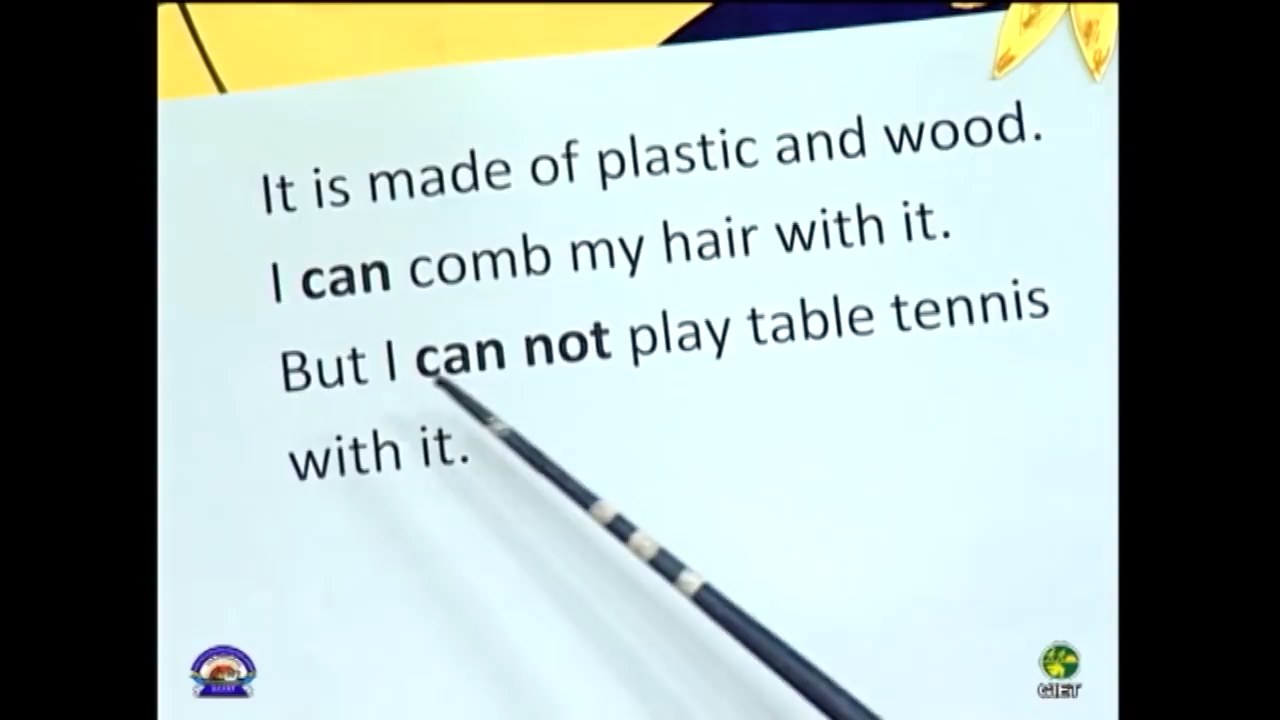 It is made of plastic and wood.
I can comb my hair with it.
But I can not play table tennis
with it.
GIET